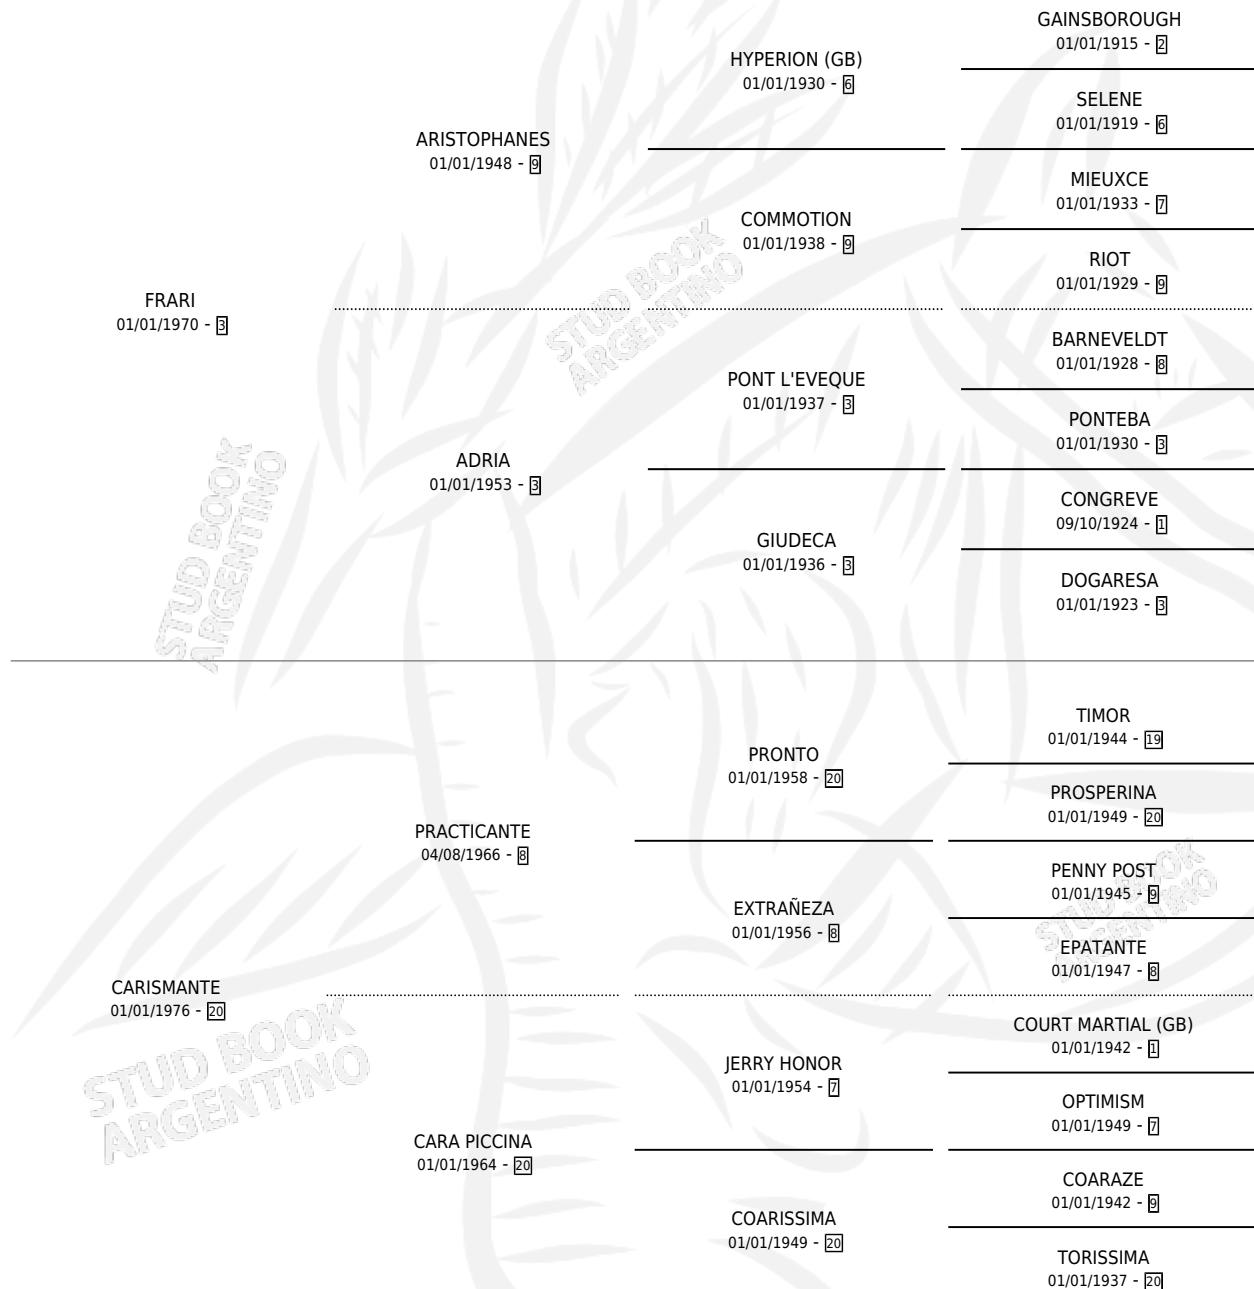 GAINSBOROUGH
01/01/1915 - 2
HYPERION (GB)
01/01/1930 - 6
SELENE
01/01/1919 - 6
ARISTOPHANES
01/01/1948 - 9
MIEUXCE
01/01/1933 - 7
COMMOTION
01/01/1938 - 9
RIOT
01/01/1929 - 9
FRARI
01/01/1970 - 3
STUD BOOK
ARGENTINO
BARNEVELDT
01/01/1928 - 8
PONT L'EVEQUE
01/01/1937 - 3
PONTEBA
01/01/1930 - 3
ADRIA
01/01/1953 - 3
CONGREVE
09/10/1924 - 1
GIUDECA
01/01/1936 - 3
DOGARESA
01/01/1923 - 3
STUD BOOK
ARGENTINO
TIMOR
01/01/1944 - 19
PRONTO
01/01/1958 - 20
PROSPERINA
01/01/1949 - 20
PRACTICANTE
04/08/1966 - 8
PENNY POST
01/01/1945 - 9
EXTRAÑEZA
01/01/1956 - 8
EPATANTE
01/01/1947 - 8
STUD BOOK
ARGENTINO
CARISMANTE
01/01/1976 - 20
COURT MARTIAL (GB)
01/01/1942 - 1
JERRY HONOR
01/01/1954 - 7
OPTIMISM
01/01/1949 - 7
STUD BOOK
ARGENTINO
CARA PICCINA
01/01/1964 - 20
COARAZE
01/01/1942 - 9
COARISSIMA
01/01/1949 - 20
TORISSIMA
01/01/1937 - 20